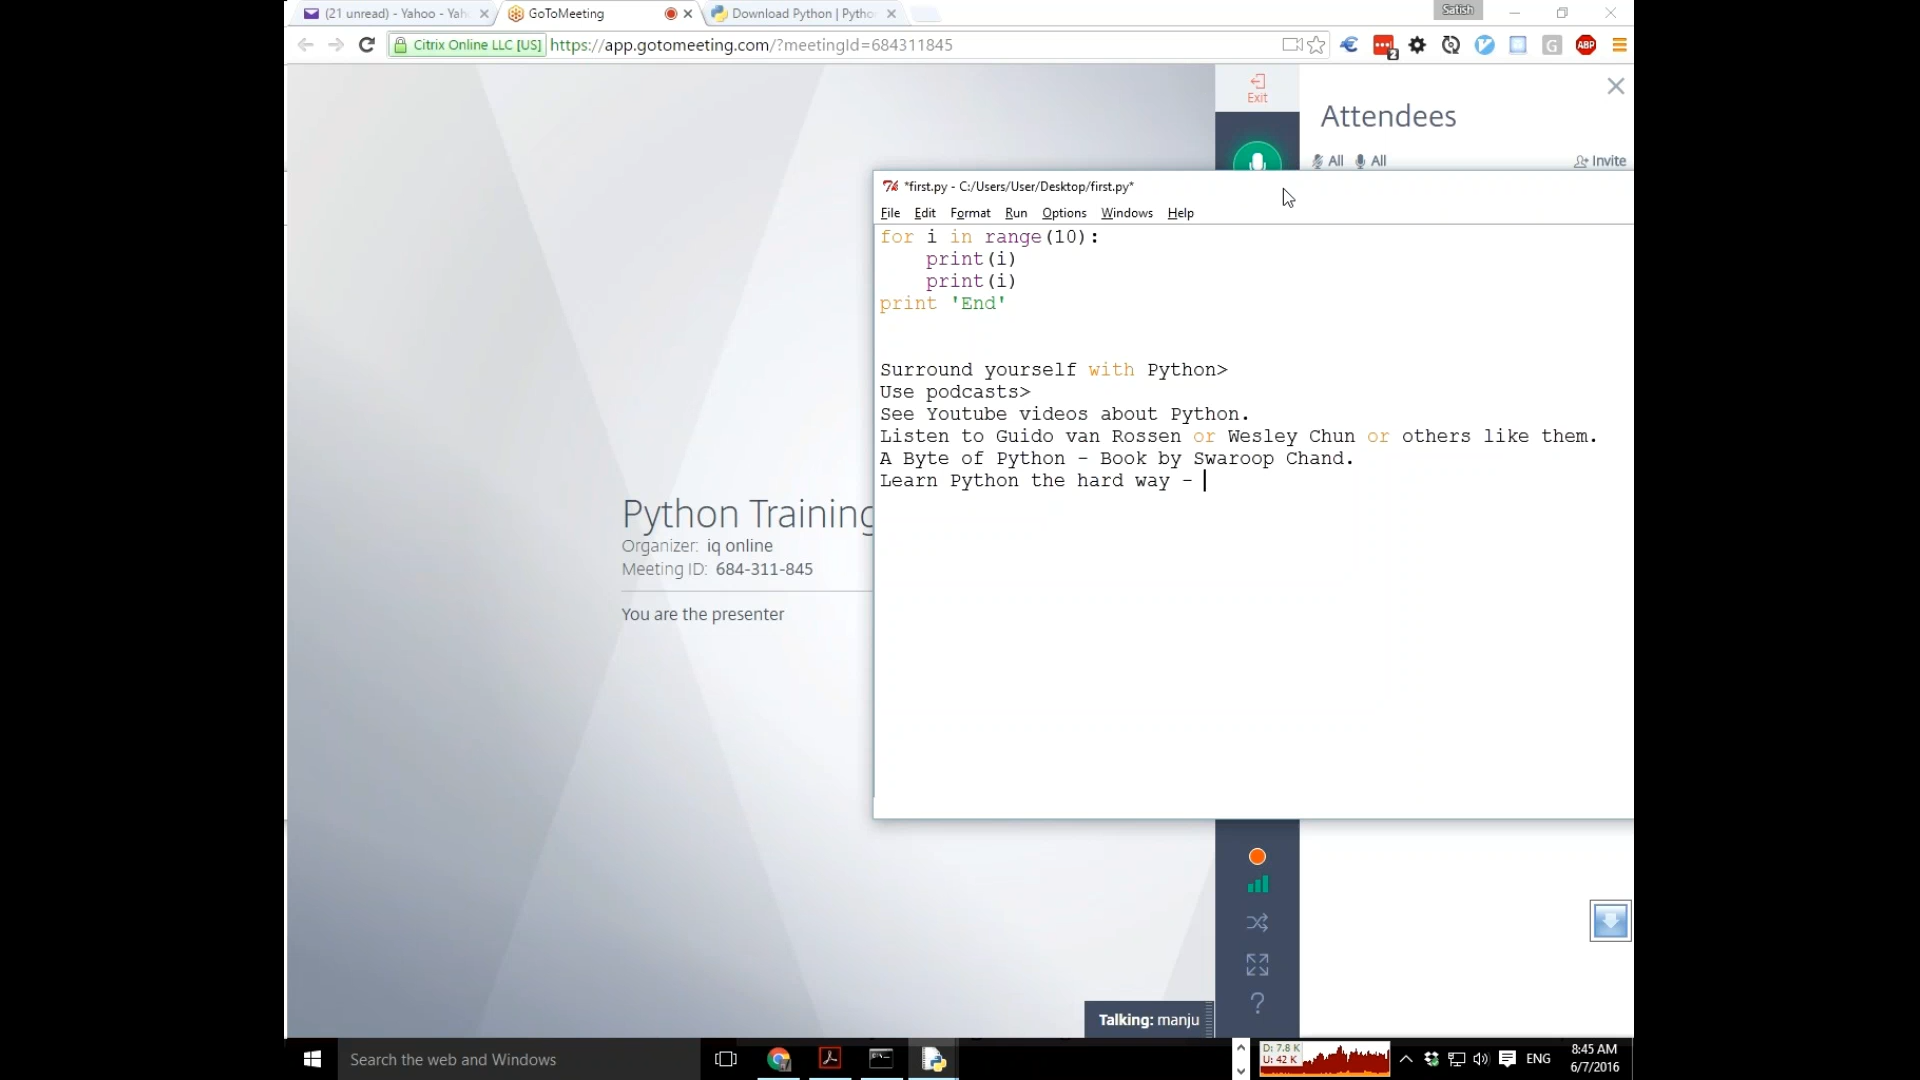 (21 unread) - Yahoo - Yah
GoToMeeting
Download Python | Pytho
Satish
Citrix Online LLC [US]
https://app.gotomeeting.com/?meetingId=684311845
2
G
ABP
Exit
Attendees
All
All
Invite
*first.py - C:/Users/User/Desktop/first.py*
File Edit Format Run Options Windows Help
for i in range(10):
    print(i)
    print(i)
print 'End'
Surround yourself with Python>
Use podcasts>
See Youtube videos about Python.
Listen to Guido van Rossen or Wesley Chun or others like them.
A Byte of Python - Book by Swaroop Chand.
Learn Python the hard way -
Python Training
Organizer: iq online
Meeting ID: 684-311-845
You are the presenter
?
Talking: manju
Search the web and Windows
D: 7.8 K
U: 42 K
ENG
8:45 AM
6/7/2016